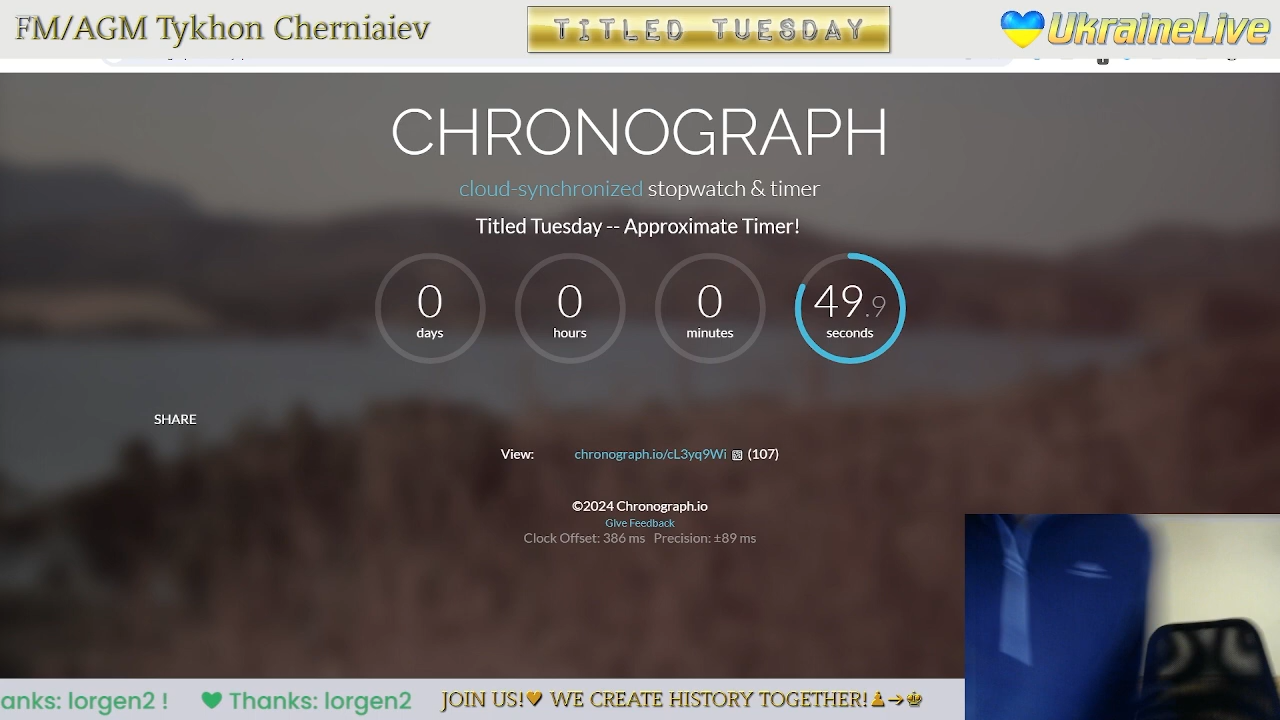 FM/AGM Tykhon Cherniaiev
TITLED TUESDAY
UkraineLive
CHRONOGRAPH
cloud-synchronized stopwatch & timer
Titled Tuesday -- Approximate Timer!
0 0 0 49.9
days hours minutes seconds
SHARE
View: chronograph.io/cL3yq9Wi (107)
©2024 Chronograph.io
Give Feedback
Clock Offset: 386 ms Precision: ±89 ms
anks: lorgen2 ! Thanks: lorgen2 JOIN US! WE CREATE HISTORY TOGETHER!